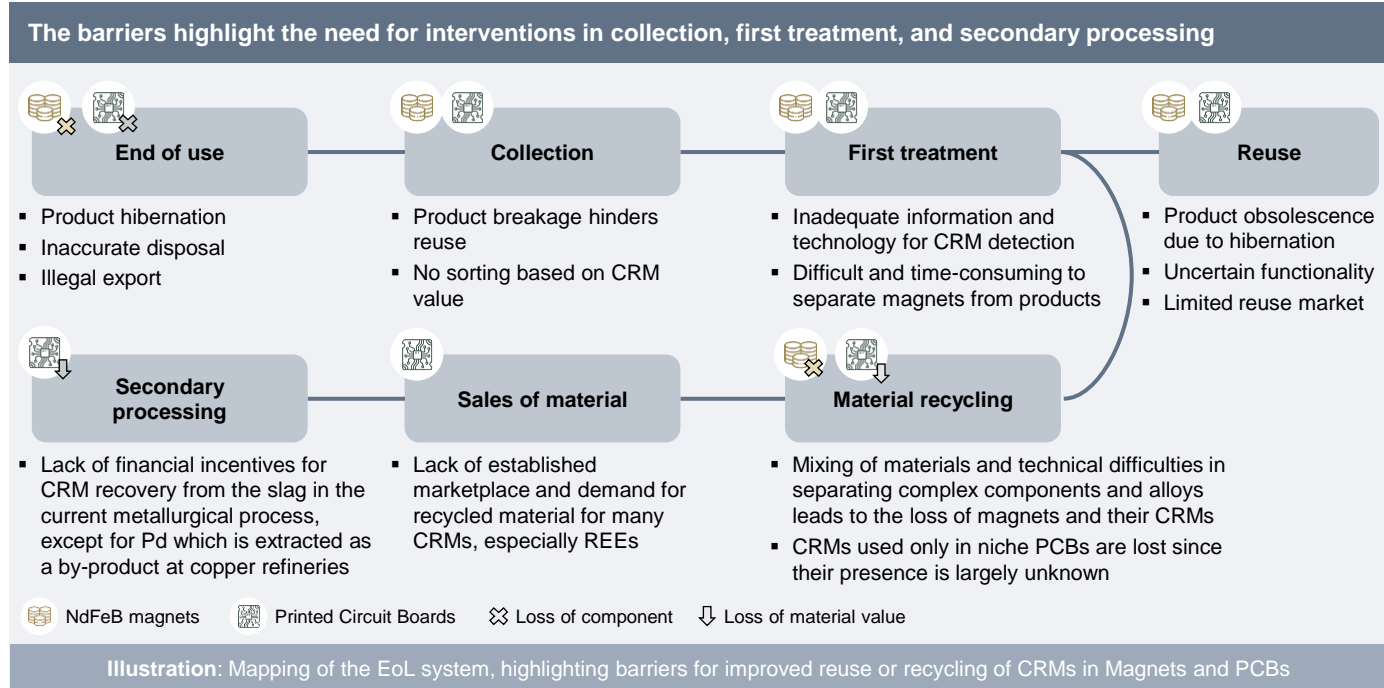 The barriers highlight the need for interventions in collection, first treatment, and secondary processing
End of use
▪ Product hibernation
▪ Inaccurate disposal
▪ Illegal export
Collection
▪ Product breakage hinders
reuse
▪ No sorting based on CRM
value
First treatment
▪ Inadequate information and
technology for CRM detection
▪ Difficult and time-consuming to
separate magnets from products
Reuse
▪ Product obsolescence
due to hibernation
▪ Uncertain functionality
▪ Limited reuse market
Secondary
processing
▪ Lack of financial incentives for
CRM recovery from the slag in the
current metallurgical process,
except for Pd which is extracted as
a by-product at copper refineries
Sales of material
▪ Lack of established
marketplace and demand for
recycled material for many
CRMs, especially REEs
Material recycling
▪ Mixing of materials and technical difficulties in
separating complex components and alloys
leads to the loss of magnets and their CRMs
▪ CRMs used only in niche PCBs are lost since
their presence is largely unknown
NdFeB magnets
Printed Circuit Boards
Loss of component
Loss of material value
Illustration: Mapping of the EoL system, highlighting barriers for improved reuse or recycling of CRMs in Magnets and PCBs